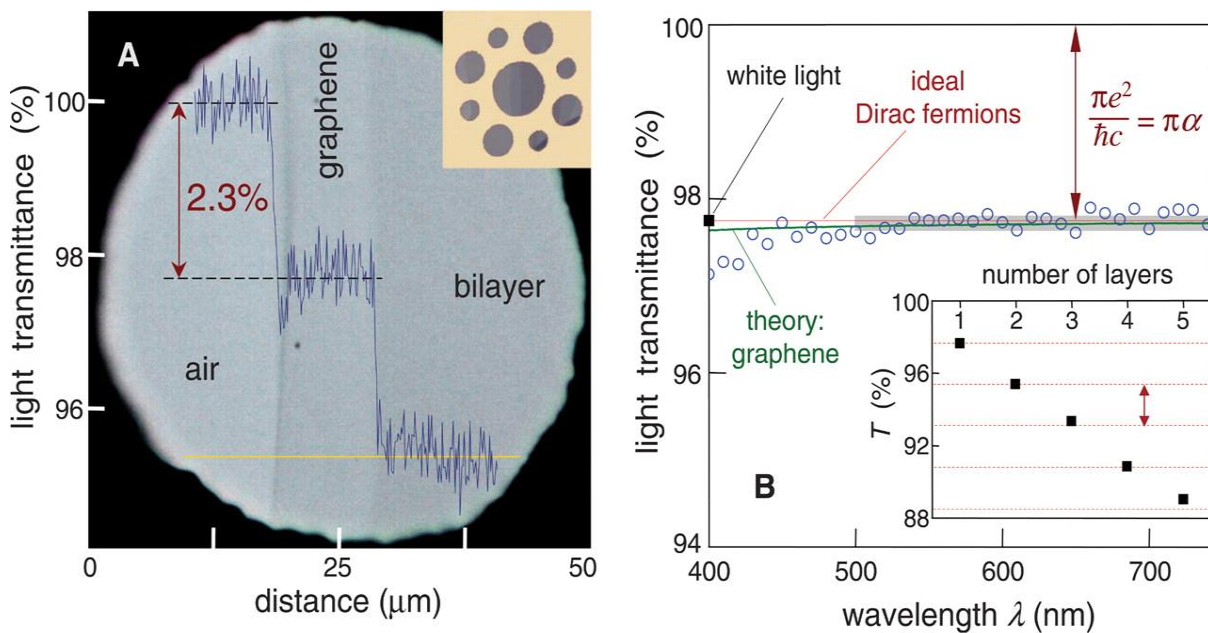 A
light transmittance (%)
100
98
96
2.3%
graphene
air
bilayer
0
25
50
distance (μm)
B
light transmittance (%)
100
98
96
94
white light
ideal
Dirac fermions
πe²/ħc = πα
theory:
graphene
number of layers
1 2 3 4 5
T (%)
100
96
92
88
400
500
600
700
wavelength λ (nm)